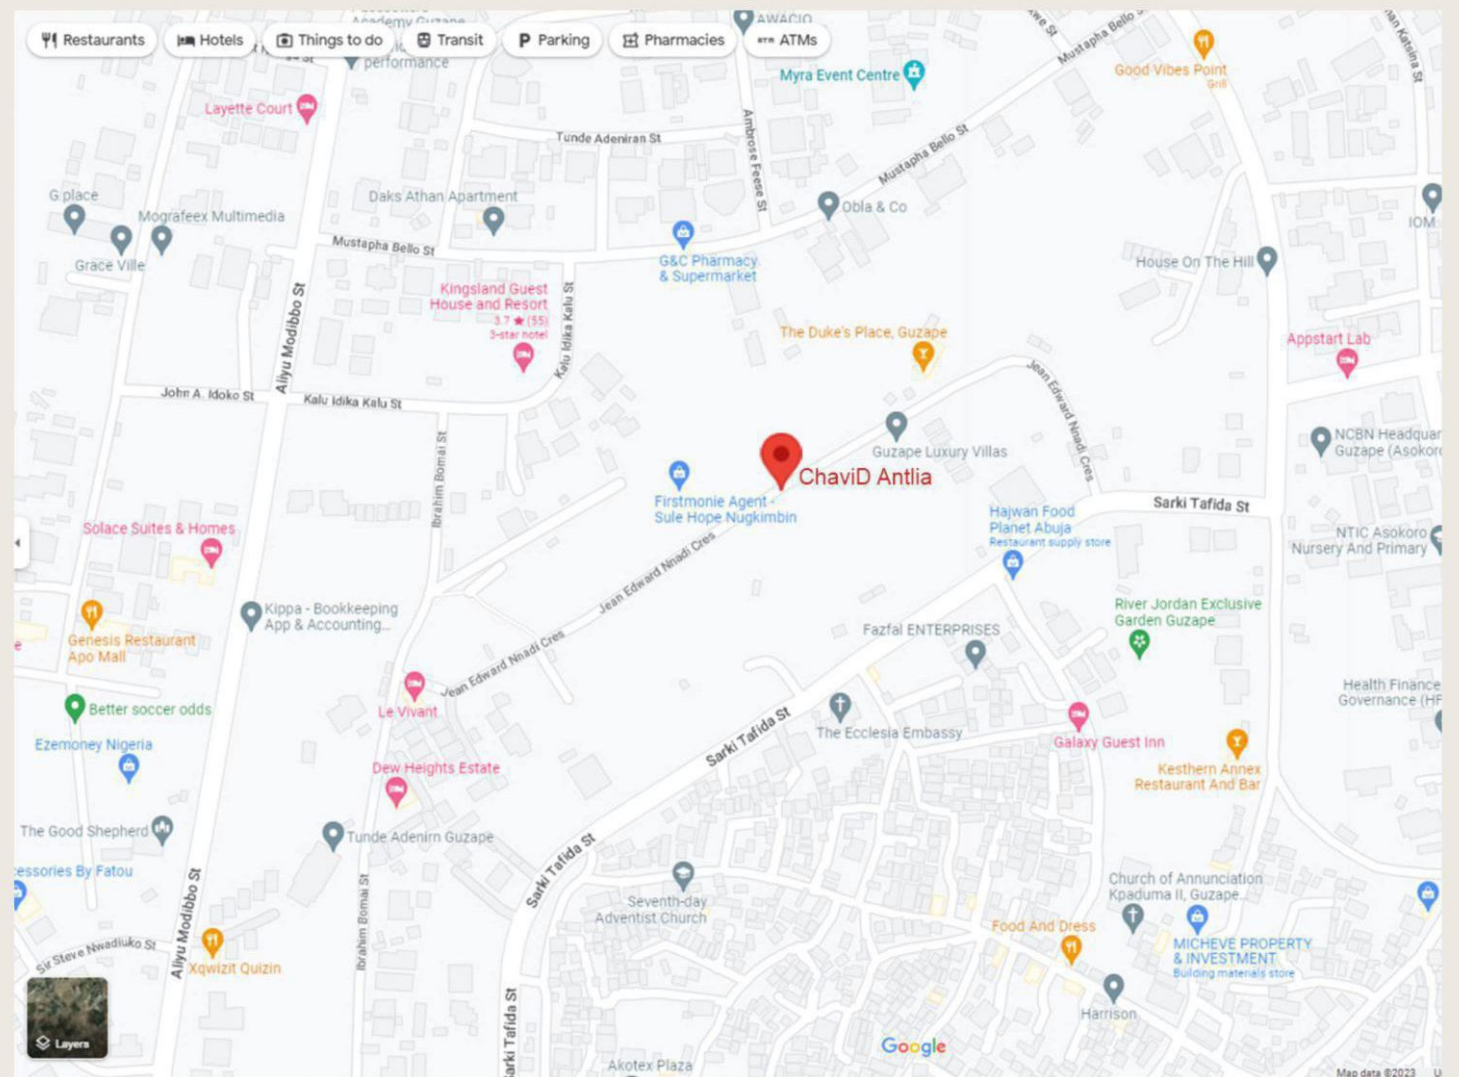 Academy Guzape
AWACIO
Restaurants
Hotels
Things to do
Transit
Parking
Pharmacies
ATMs
performance
Mustapha Bello St
Good Vibes Point
Grill
Myra Event Centre
Layette Court
Tunde Adeniran St
Ambrose Feese St
Mustapha Bello St
G place
Mografeex Multimedia
Grace Ville
Daks Athan Apartment
Obla & Co
IOM
Mustapha Bello St
G&C Pharmacy
& Supermarket
House On The Hill
Kingsland Guest
House and Resort
3.7 ★ (55)
3-star hotel
Kalu Idika Kalu St
Aliyu Modibbo St
The Duke's Place, Guzape
Appstart Lab
John A. Idoko St
Kalu Idika Kalu St
Jean Edward Nnadi Cres
Guzape Luxury Villas
NCBN Headquar
Guzape (Asokoro
Ibrahim Bomai St
ChaviD Antlia
Firstmonie Agent -
Sule Hope Nugkimbin
Sarki Tafida St
Hajwan Food
Planet Abuja
Restaurant supply store
Solace Suites & Homes
NTIC Asokoro
Nursery And Primary
Jean Edward Nnadi Cres
Kippa - Bookkeeping
App & Accounting...
Genesis Restaurant
Apo Mall
River Jordan Exclusive
Garden Guzape
Fazfal ENTERPRISES
Jean Edward Nnadi Cres
Better soccer odds
Le Vivant
Health Finance
Governance (HF
Sarki Tafida St
The Ecclesia Embassy
Galaxy Guest Inn
Ezemoney Nigeria
Dew Heights Estate
Kesthern Annex
Restaurant And Bar
The Good Shepherd
Tunde Adenirn Guzape
cessories By Fatou
Sarki Tafida St
Aliyu Modibbo St
Ibrahim Bomai St
Seventh-day
Adventist Church
Church of Annunciation
Kpaduma II, Guzape...
Food And Dress
MICHEVE PROPERTY
& INVESTMENT
Building materials store
Sir Steve Nwadiuko St
Xqwizit Quizin
Harrison
Sarki Tafida St
Layers
Google
Akotex Plaza
Map data ©2023